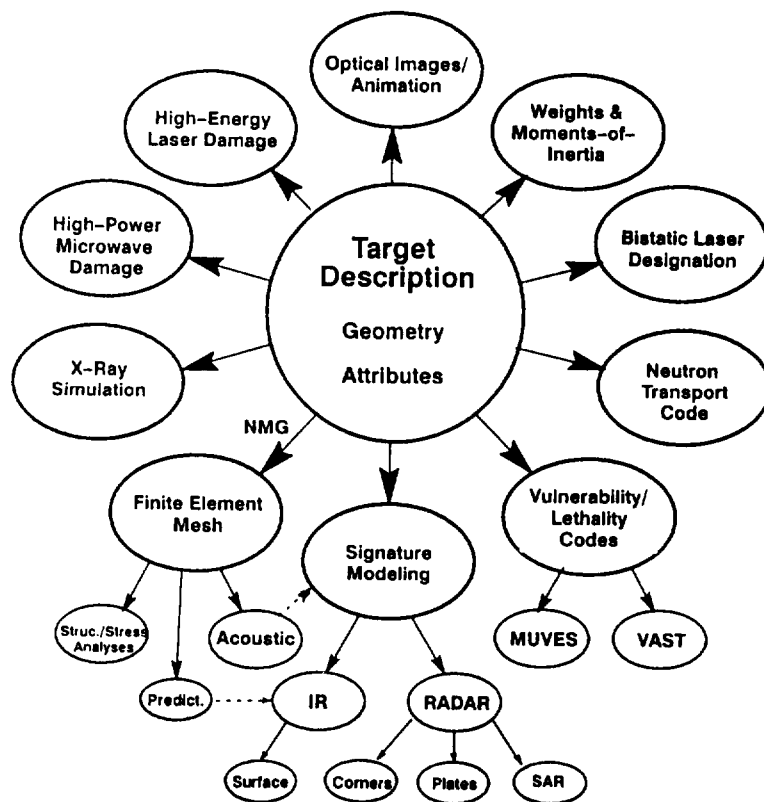 Optical Images/
Animation
High-Energy
Laser Damage
Weights &
Moments-of-
Inertia
High-Power
Microwave
Damage
Target
Description
Geometry
Attributes
Bistatic Laser
Designation
X-Ray
Simulation
Neutron
Transport
Code
NMG
Finite Element
Mesh
Vulnerability/
Lethality
Codes
Signature
Modeling
Struc./Stress
Analyses
Acoustic
MUVES
VAST
Predict.
IR
RADAR
Surface
Corners
Plates
SAR